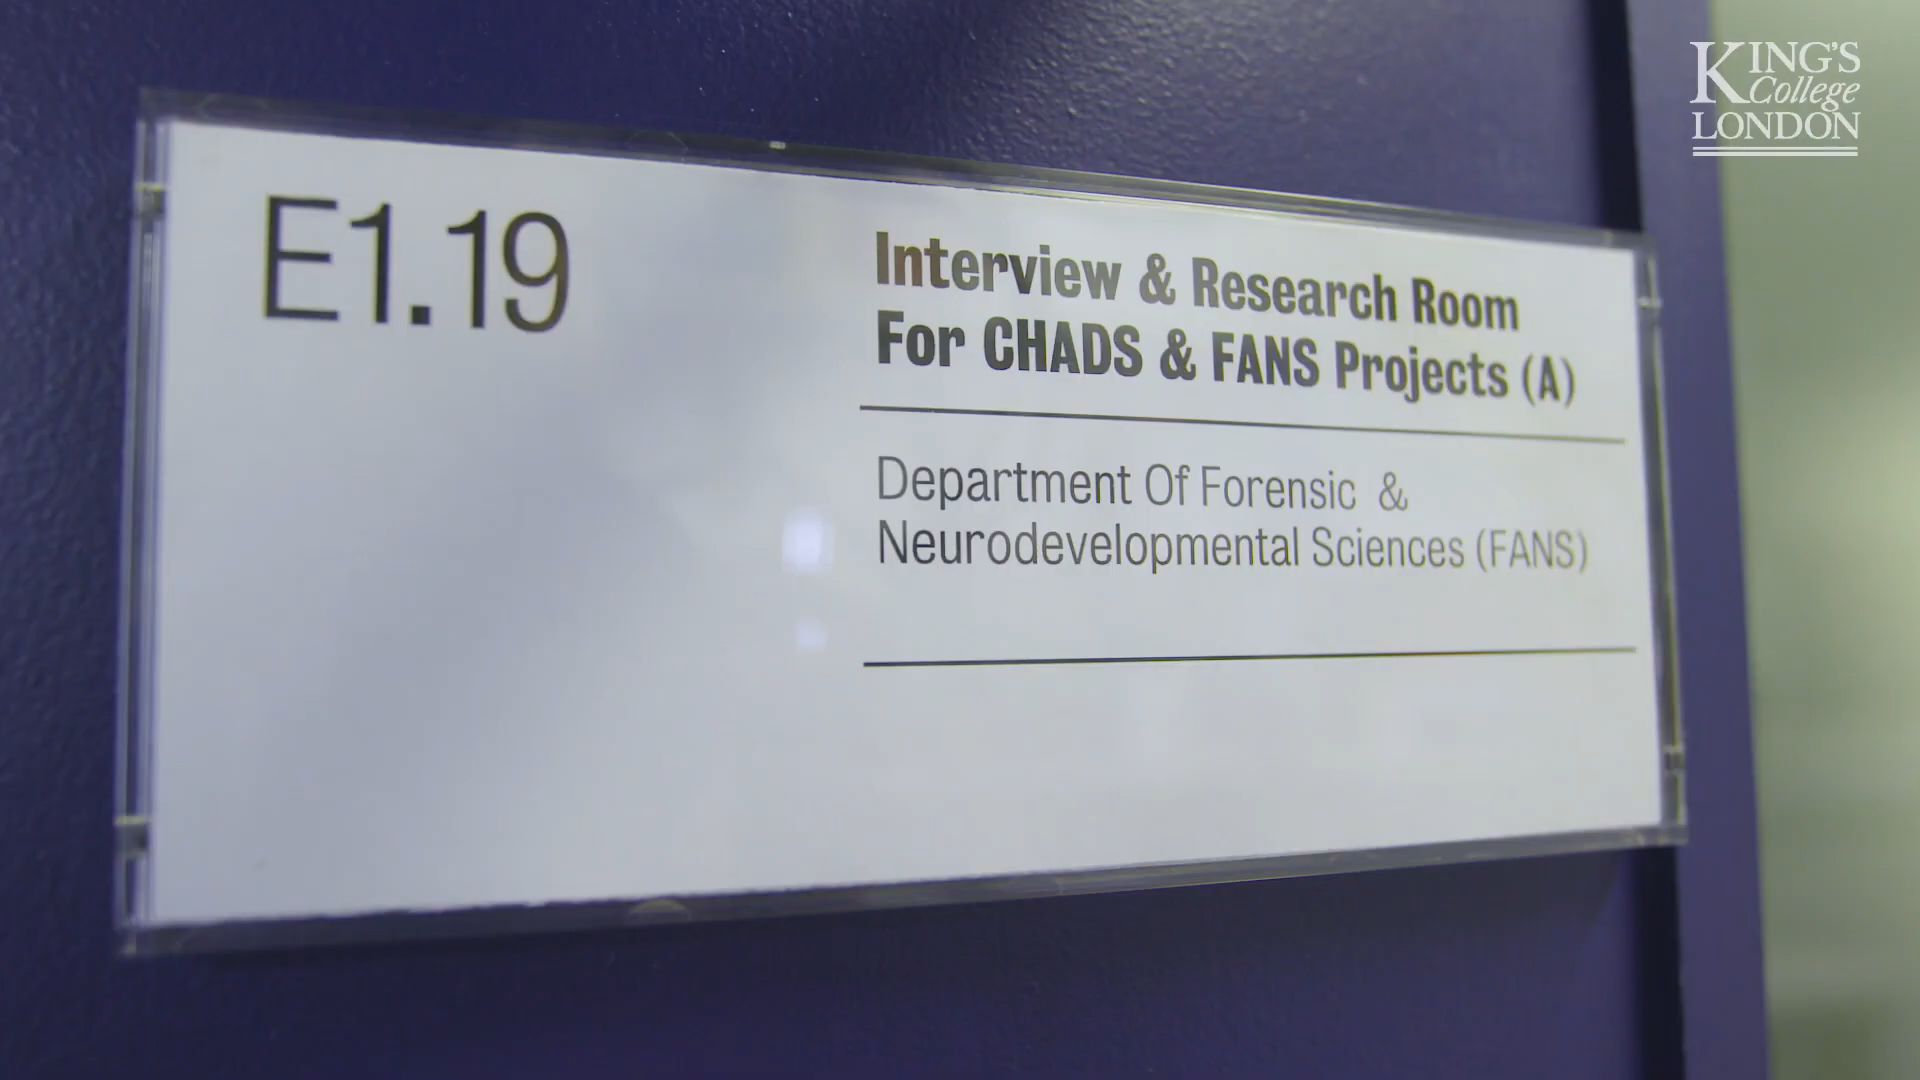 E1.19
Interview & Research Room
For CHADS & FANS Projects (A)
Department Of Forensic &
Neurodevelopmental Sciences (FANS)
KING'S
College
LONDON